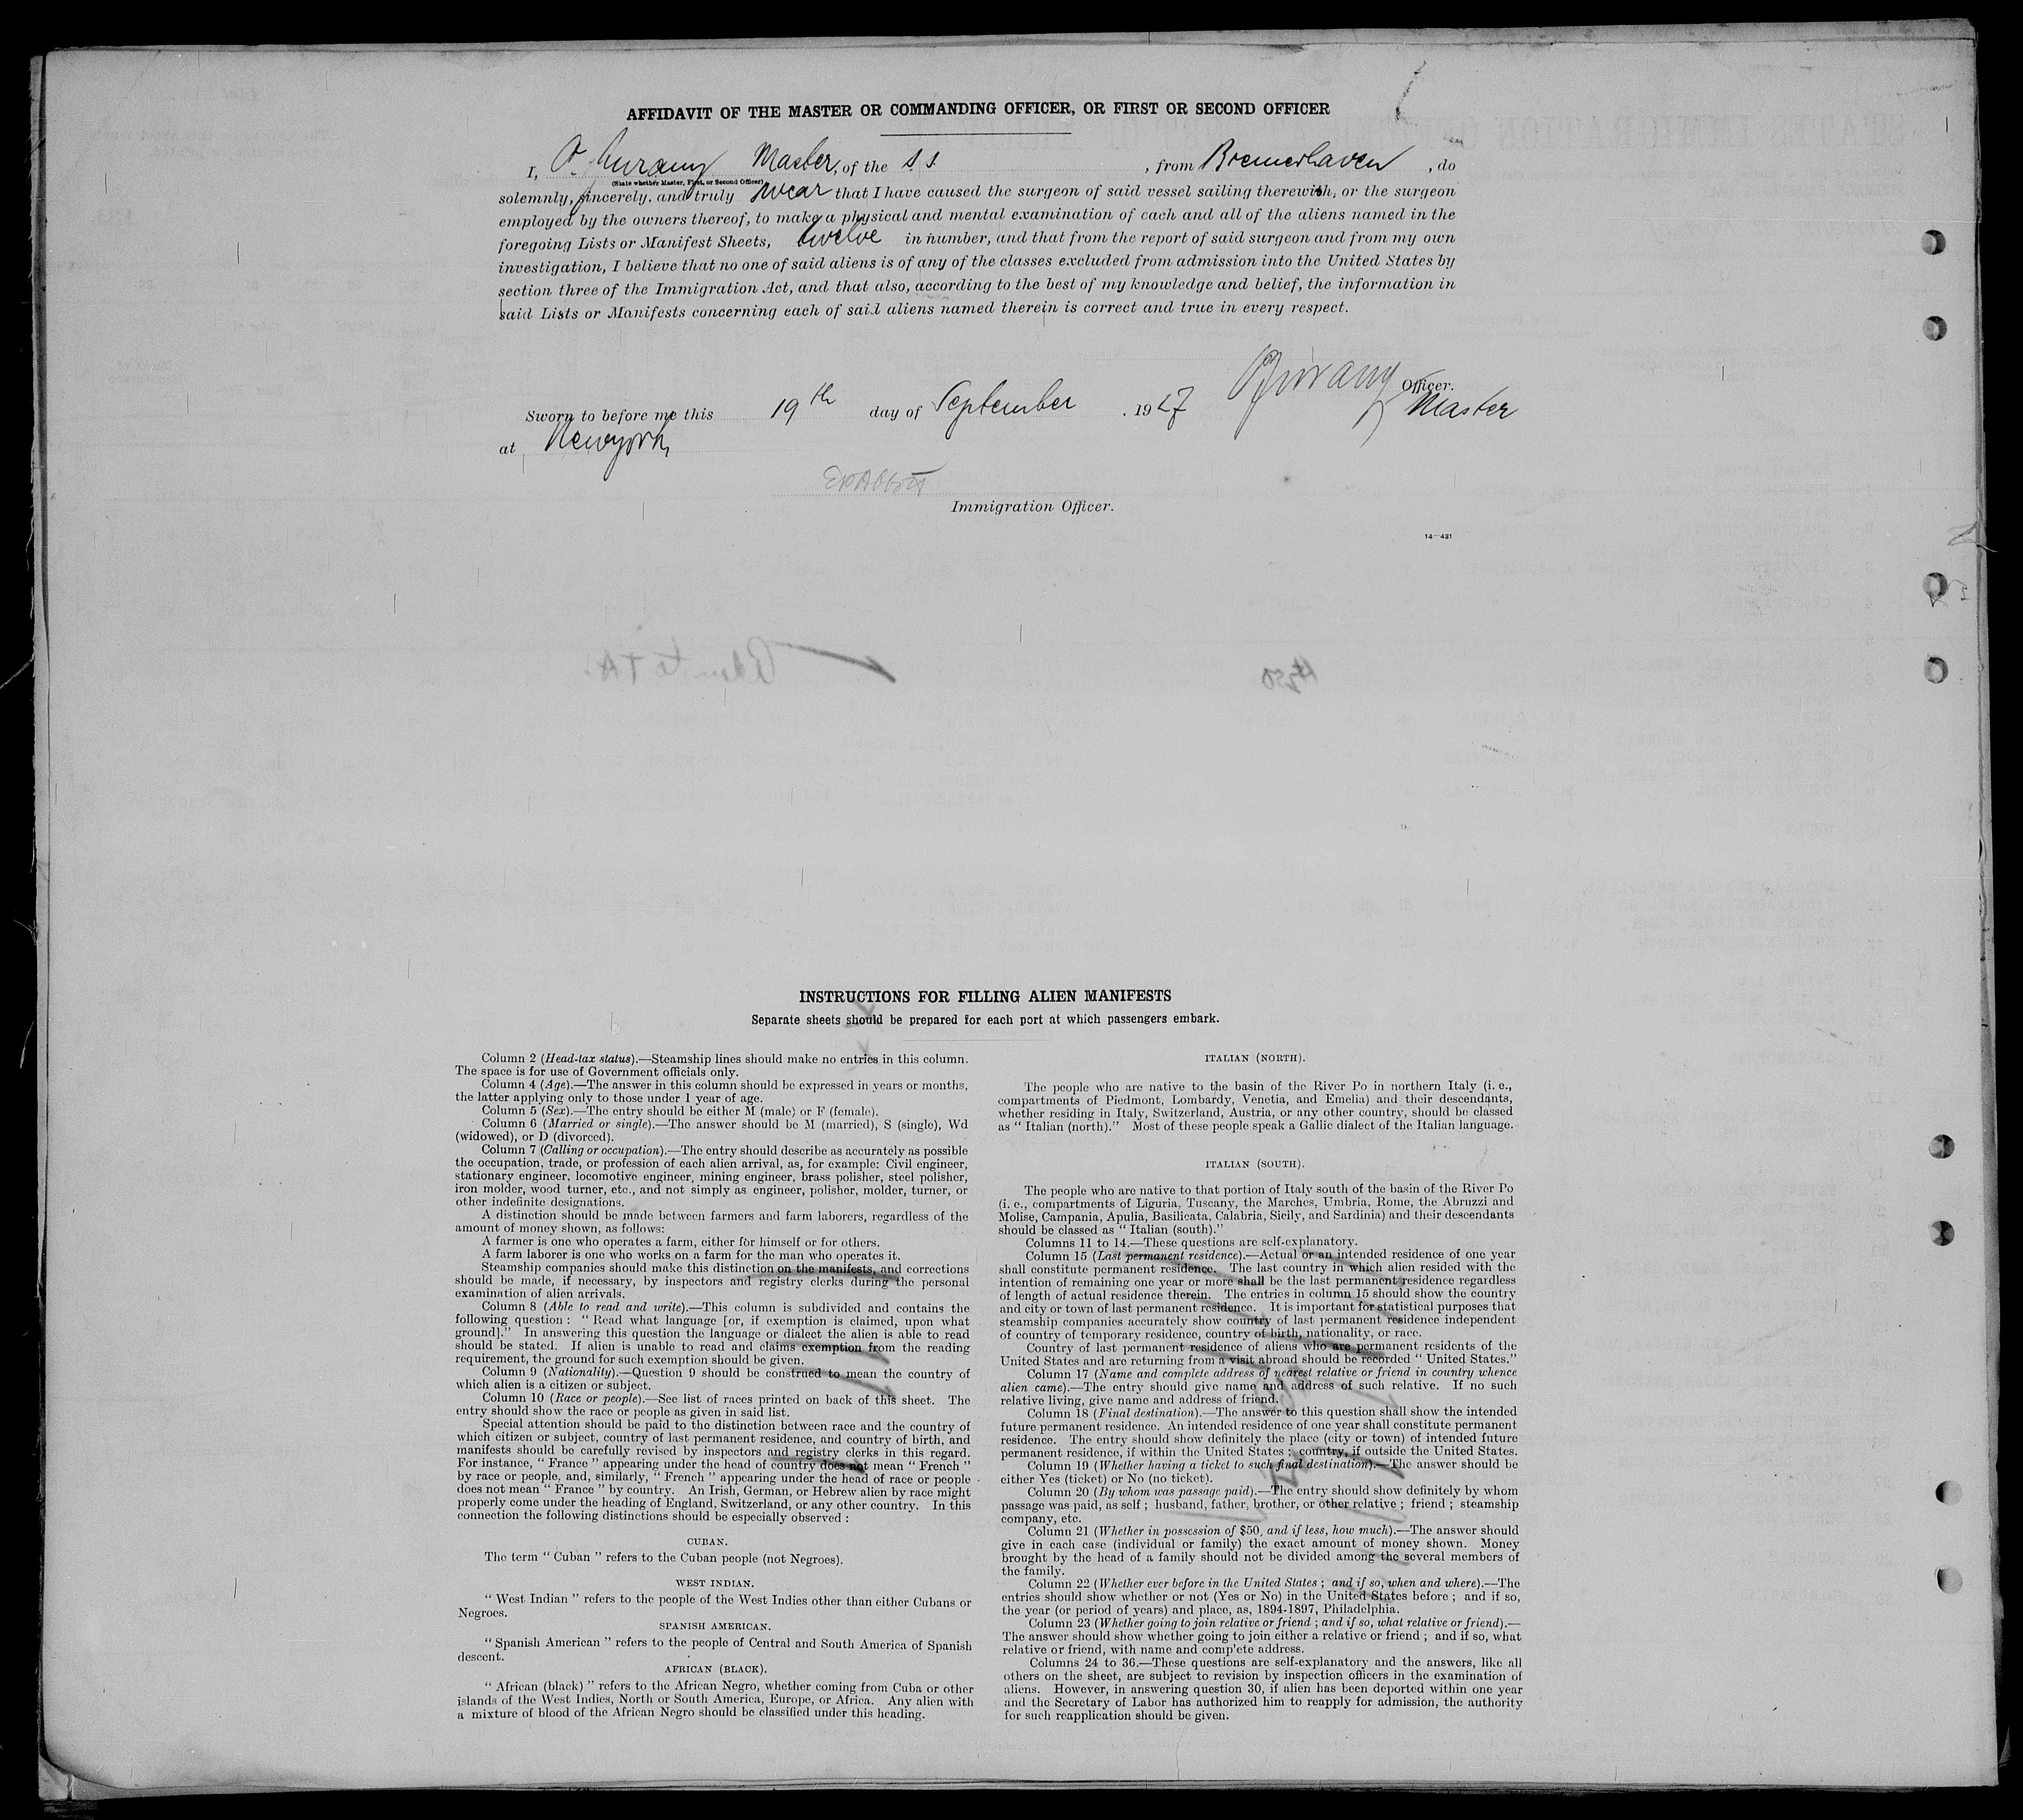 AFFIDAVIT OF THE MASTER OR COMMANDING OFFICER, OR FIRST OR SECOND OFFICER
I, Master, of the S S , from Bremerhaven , do
(State whether Master, First, or Second Officer)
solemnly, sincerely, and truly swear that I have caused the surgeon of said vessel sailing therewith, or the surgeon
employed by the owners thereof, to make a physical and mental examination of each and all of the aliens named in the
foregoing Lists or Manifest Sheets, twelve in number, and that from the report of said surgeon and from my own
investigation, I believe that no one of said aliens is of any of the classes excluded from admission into the United States by
section three of the Immigration Act, and that also, according to the best of my knowledge and belief, the information in
said Lists or Manifests concerning each of said aliens named therein is correct and true in every respect.
Officer.
Sworn to before me this 19th day of September , 1927 Master
at Newyork
Immigration Officer.
14—431
INSTRUCTIONS FOR FILLING ALIEN MANIFESTS
Separate sheets should be prepared for each port at which passengers embark.
Column 2 (Head-tax status).—Steamship lines should make no entries in this column.
The space is for use of Government officials only.
Column 4 (Age).—The answer in this column should be expressed in years or months,
the latter applying only to those under 1 year of age.
Column 5 (Sex).—The entry should be either M (male) or F (female).
Column 6 (Married or single).—The answer should be M (married), S (single), Wd
(widowed), or D (divorced).
Column 7 (Calling or occupation).—The entry should describe as accurately as possible
the occupation, trade, or profession of each alien arrival, as, for example: Civil engineer,
stationary engineer, locomotive engineer, mining engineer, brass polisher, steel polisher,
iron molder, wood turner, etc., and not simply as engineer, polisher, molder, turner, or
other indefinite designations.
A distinction should be made between farmers and farm laborers, regardless of the
amount of money shown, as follows:
A farmer is one who operates a farm, either for himself or for others.
A farm laborer is one who works on a farm for the man who operates it.
Steamship companies should make this distinction on the manifests, and corrections
should be made, if necessary, by inspectors and registry clerks during the personal
examination of alien arrivals.
Column 8 (Able to read and write).—This column is subdivided and contains the
following question: “Read what language [or, if exemption is claimed, upon what
ground].” In answering this question the language or dialect the alien is able to read
should be stated. If alien is unable to read and claims exemption from the reading
requirement, the ground for such exemption should be given.
Column 9 (Nationality).—Question 9 should be construed to mean the country of
which alien is a citizen or subject.
Column 10 (Race or people).—See list of races printed on back of this sheet. The
entry should show the race or people as given in said list.
Special attention should be paid to the distinction between race and the country of
which citizen or subject, country of last permanent residence, and country of birth, and
manifests should be carefully revised by inspectors and registry clerks in this regard.
For instance, “France” appearing under the head of country does not mean “French”
by race or people, and, similarly, “French” appearing under the head of race or people
does not mean “France” by country. An Irish, German, or Hebrew alien by race might
properly come under the heading of England, Switzerland, or any other country. In this
connection the following distinctions should be especially observed:
CUBAN.
The term “Cuban” refers to the Cuban people (not Negroes).
WEST INDIAN.
“West Indian” refers to the people of the West Indies other than either Cubans or
Negroes.
SPANISH AMERICAN.
“Spanish American” refers to the people of Central and South America of Spanish
descent.
AFRICAN (BLACK).
“African (black)” refers to the African Negro, whether coming from Cuba or other
islands of the West Indies, North or South America, Europe, or Africa. Any alien with
a mixture of blood of the African Negro should be classified under this heading.
ITALIAN (NORTH).
The people who are native to the basin of the River Po in northern Italy (i. e.,
compartments of Piedmont, Lombardy, Venetia, and Emelia) and their descendants,
whether residing in Italy, Switzerland, Austria, or any other country, should be classed
as “Italian (north).” Most of these people speak a Gallic dialect of the Italian language.
ITALIAN (SOUTH).
The people who are native to that portion of Italy south of the basin of the River Po
(i. e., compartments of Liguria, Tuscany, the Marches, Umbria, Rome, the Abruzzi and
Molise, Campania, Apulia, Basilicata, Calabria, Sicily, and Sardinia) and their descendants
should be classed as “Italian (south).”
Columns 11 to 14.—These questions are self-explanatory.
Column 15 (Last permanent residence).—Actual or an intended residence of one year
shall constitute permanent residence. The last country in which alien resided with the
intention of remaining one year or more shall be the last permanent residence regardless
of length of actual residence therein. The entries in column 15 should show the country
and city or town of last permanent residence. It is important for statistical purposes that
steamship companies accurately show country of last permanent residence independent
of country of temporary residence, country of birth, nationality, or race.
Country of last permanent residence of aliens who are permanent residents of the
United States and are returning from a visit abroad should be recorded “United States.”
Column 17 (Name and complete address of nearest relative or friend in country whence
alien came).—The entry should give name and address of such relative. If no such
relative living, give name and address of friend.
Column 18 (Final destination).—The answer to this question shall show the intended
future permanent residence. An intended residence of one year shall constitute permanent
residence. The entry should show definitely the place (city or town) of intended future
permanent residence, if within the United States; country, if outside the United States.
Column 19 (Whether having a ticket to such final destination).—The answer should be
either Yes (ticket) or No (no ticket).
Column 20 (By whom was passage paid).—The entry should show definitely by whom
passage was paid, as self; husband, father, brother, or other relative; friend; steamship
company, etc.
Column 21 (Whether in possession of $50, and if less, how much).—The answer should
give in each case (individual or family) the exact amount of money shown. Money
brought by the head of a family should not be divided among the several members of
the family.
Column 22 (Whether ever before in the United States; and if so, when and where).—The
entries should show whether or not (Yes or No) in the United States before; and if so,
the year (or period of years) and place, as, 1894-1897, Philadelphia.
Column 23 (Whether going to join relative or friend; and if so, what relative or friend).—
The answer should show whether going to join either a relative or friend; and if so, what
relative or friend, with name and complete address.
Columns 24 to 36.—These questions are self-explanatory and the answers, like all
others on the sheet, are subject to revision by inspection officers in the examination of
aliens. However, in answering question 30, if alien has been deported within one year
and the Secretary of Labor has authorized him to reapply for admission, the authority
for such reapplication should be given.